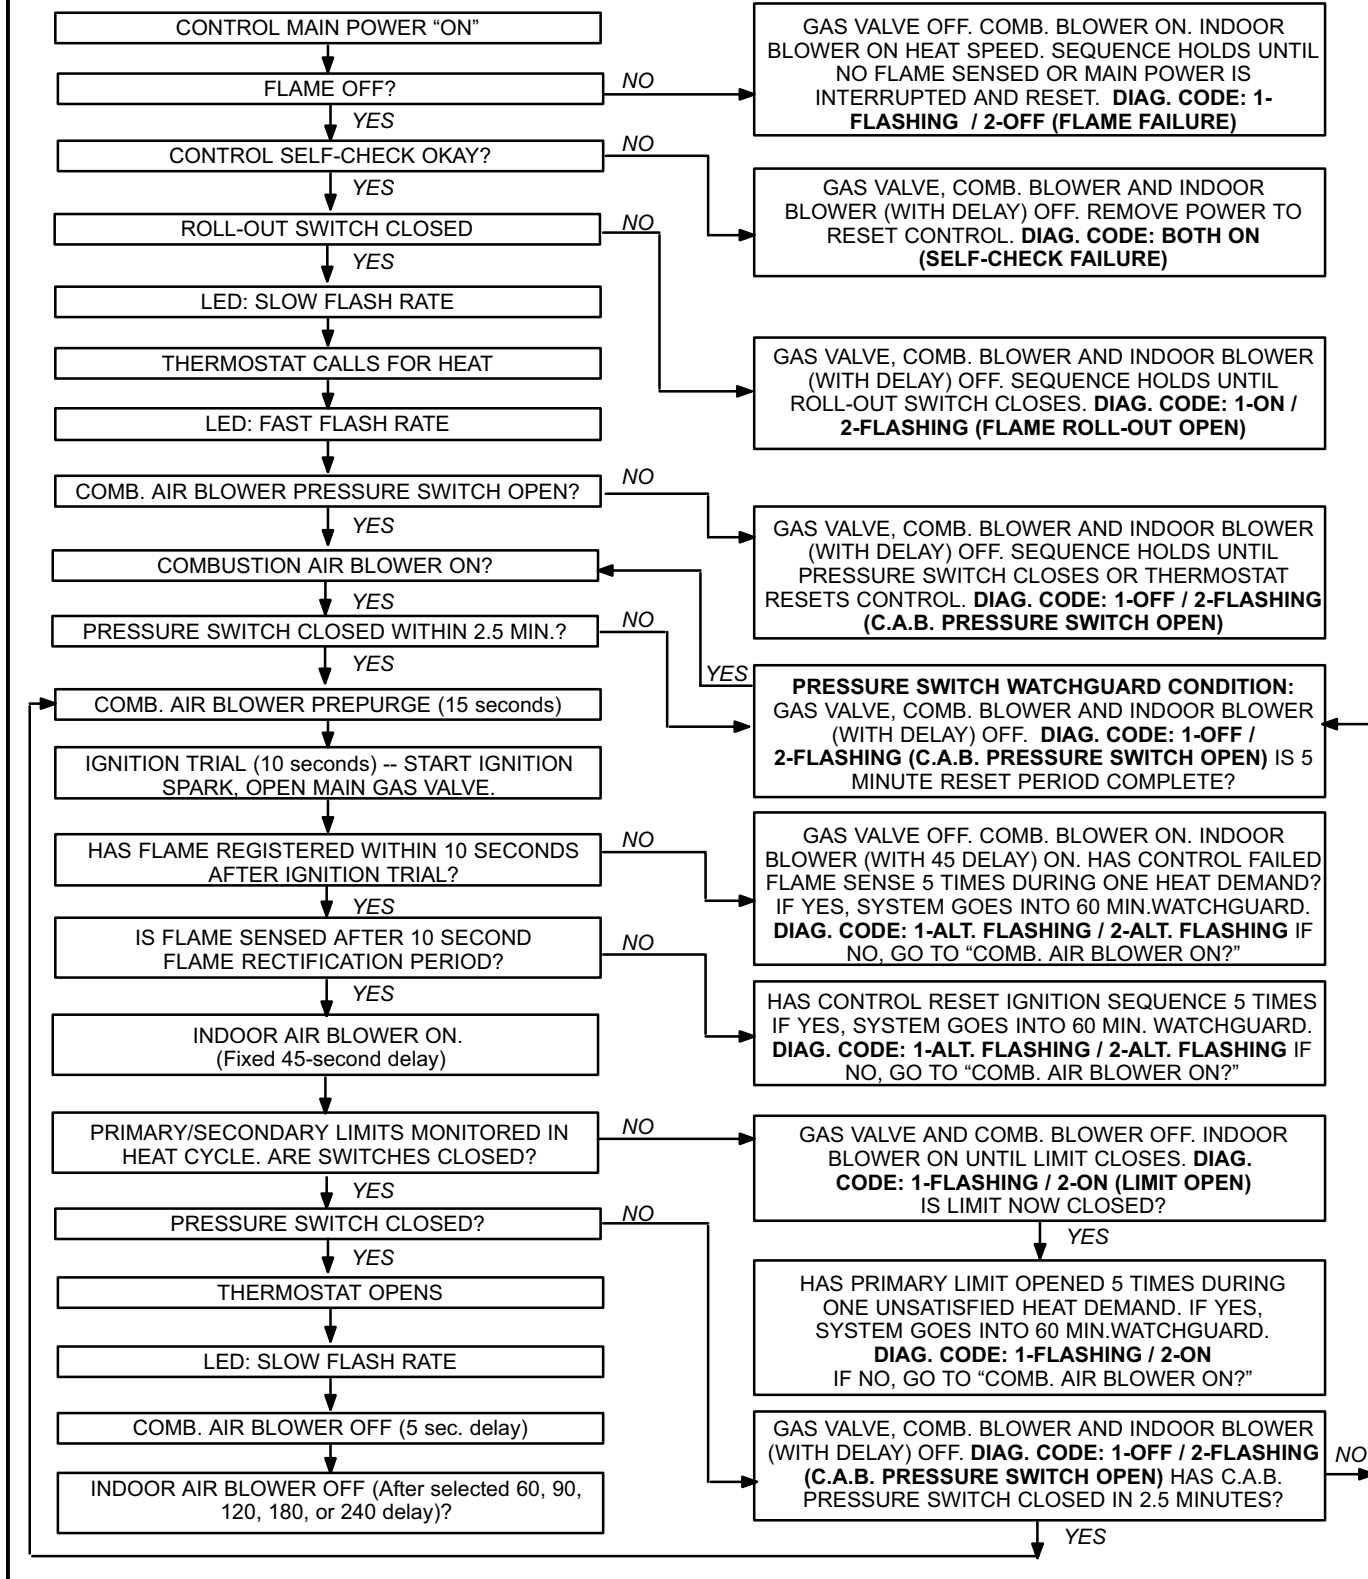 CONTROL MAIN POWER “ON”
FLAME OFF?
NO
GAS VALVE OFF. COMB. BLOWER ON. INDOOR
BLOWER ON HEAT SPEED. SEQUENCE HOLDS UNTIL
NO FLAME SENSED OR MAIN POWER IS
INTERRUPTED AND RESET. DIAG. CODE: 1-
FLASHING / 2-OFF (FLAME FAILURE)
YES
CONTROL SELF-CHECK OKAY?
NO
GAS VALVE, COMB. BLOWER AND INDOOR
BLOWER (WITH DELAY) OFF. REMOVE POWER TO
RESET CONTROL. DIAG. CODE: BOTH ON
(SELF-CHECK FAILURE)
YES
ROLL-OUT SWITCH CLOSED
NO
GAS VALVE, COMB. BLOWER AND INDOOR BLOWER
(WITH DELAY) OFF. SEQUENCE HOLDS UNTIL
ROLL-OUT SWITCH CLOSES. DIAG. CODE: 1-ON /
2-FLASHING (FLAME ROLL-OUT OPEN)
YES
LED: SLOW FLASH RATE
THERMOSTAT CALLS FOR HEAT
LED: FAST FLASH RATE
COMB. AIR BLOWER PRESSURE SWITCH OPEN?
NO
GAS VALVE, COMB. BLOWER AND INDOOR BLOWER
(WITH DELAY) OFF. SEQUENCE HOLDS UNTIL
PRESSURE SWITCH CLOSES OR THERMOSTAT
RESETS CONTROL. DIAG. CODE: 1-OFF / 2-FLASHING
(C.A.B. PRESSURE SWITCH OPEN)
YES
COMBUSTION AIR BLOWER ON?
YES
PRESSURE SWITCH CLOSED WITHIN 2.5 MIN.?
NO
YES
PRESSURE SWITCH WATCHGUARD CONDITION:
GAS VALVE, COMB. BLOWER AND INDOOR BLOWER
(WITH DELAY) OFF. DIAG. CODE: 1-OFF /
2-FLASHING (C.A.B. PRESSURE SWITCH OPEN) IS 5
MINUTE RESET PERIOD COMPLETE?
YES
COMB. AIR BLOWER PREPURGE (15 seconds)
IGNITION TRIAL (10 seconds) -- START IGNITION
SPARK, OPEN MAIN GAS VALVE.
HAS FLAME REGISTERED WITHIN 10 SECONDS
AFTER IGNITION TRIAL?
NO
GAS VALVE OFF. COMB. BLOWER ON. INDOOR
BLOWER (WITH 45 DELAY) ON. HAS CONTROL FAILED
FLAME SENSE 5 TIMES DURING ONE HEAT DEMAND?
IF YES, SYSTEM GOES INTO 60 MIN.WATCHGUARD.
DIAG. CODE: 1-ALT. FLASHING / 2-ALT. FLASHING IF
NO, GO TO “COMB. AIR BLOWER ON?”
YES
IS FLAME SENSED AFTER 10 SECOND
FLAME RECTIFICATION PERIOD?
NO
HAS CONTROL RESET IGNITION SEQUENCE 5 TIMES
IF YES, SYSTEM GOES INTO 60 MIN. WATCHGUARD.
DIAG. CODE: 1-ALT. FLASHING / 2-ALT. FLASHING IF
NO, GO TO “COMB. AIR BLOWER ON?”
YES
INDOOR AIR BLOWER ON.
(Fixed 45-second delay)
PRIMARY/SECONDARY LIMITS MONITORED IN
HEAT CYCLE. ARE SWITCHES CLOSED?
NO
GAS VALVE AND COMB. BLOWER OFF. INDOOR
BLOWER ON UNTIL LIMIT CLOSES. DIAG.
CODE: 1-FLASHING / 2-ON (LIMIT OPEN)
IS LIMIT NOW CLOSED?
YES
HAS PRIMARY LIMIT OPENED 5 TIMES DURING
ONE UNSATISFIED HEAT DEMAND. IF YES,
SYSTEM GOES INTO 60 MIN.WATCHGUARD.
DIAG. CODE: 1-FLASHING / 2-ON
IF NO, GO TO “COMB. AIR BLOWER ON?”
YES
PRESSURE SWITCH CLOSED?
NO
GAS VALVE, COMB. BLOWER AND INDOOR BLOWER
(WITH DELAY) OFF. DIAG. CODE: 1-OFF / 2-FLASHING
(C.A.B. PRESSURE SWITCH OPEN) HAS C.A.B.
PRESSURE SWITCH CLOSED IN 2.5 MINUTES?
NO
YES
YES
THERMOSTAT OPENS
LED: SLOW FLASH RATE
COMB. AIR BLOWER OFF (5 sec. delay)
INDOOR AIR BLOWER OFF (After selected 60, 90,
120, 180, or 240 delay)?